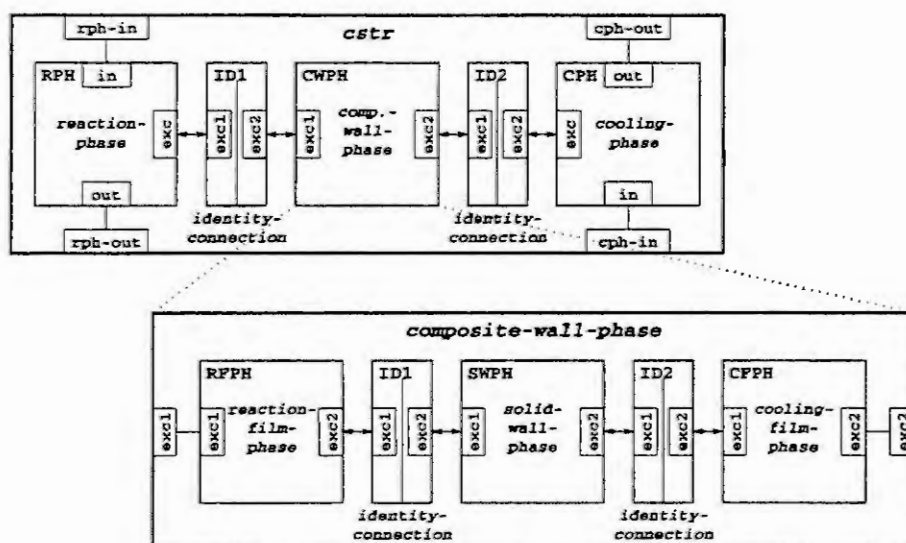 rph-in
cstr
cph-out
RPH
in
ID1
CWPH
ID2
CPH
out
reaction-
phase
exc
exc1
exc2
exc1
comp.-
wall-
phase
exc2
exc1
exc2
exc
cooling-
phase
out
in
identity-
connection
identity-
connection
rph-out
cph-in
composite-wall-phase
RFPH
ID1
SWPH
ID2
CFPH
exc1
exc1
reaction-
film-
phase
exc2
exc1
exc2
exc1
solid-
wall-
phase
exc2
exc1
exc2
exc1
cooling-
film-
phase
exc2
exc2
identity-
connection
identity-
connection